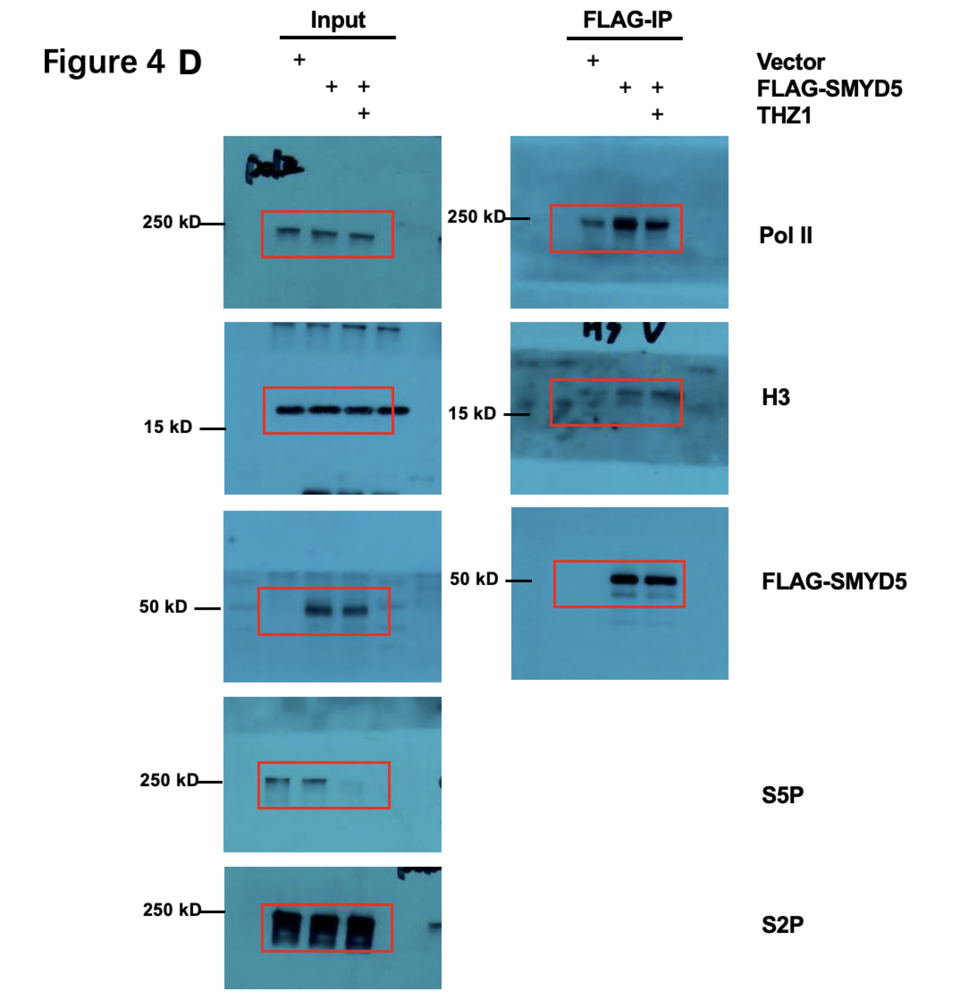 Input FLAG-IP
Figure 4 D
+ + Vector
+ + + + FLAG-SMYD5
+ + THZ1
250 kD 250 kD Pol II
15 kD 15 kD H3
50 kD 50 kD FLAG-SMYD5
250 kD S5P
250 kD S2P